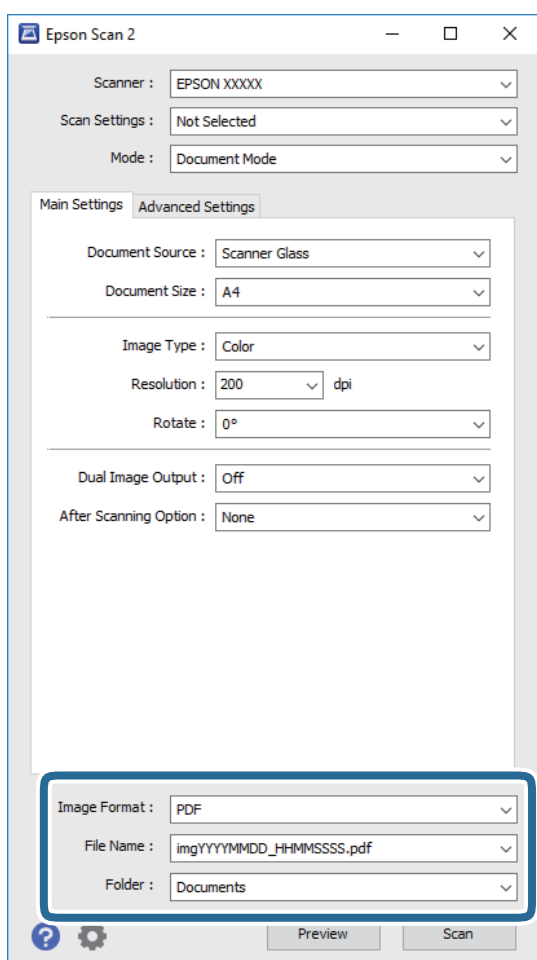 Epson Scan 2
Scanner : EPSON XXXXX
Scan Settings : Not Selected
Mode : Document Mode
Main Settings Advanced Settings
Document Source : Scanner Glass
Document Size : A4
Image Type : Color
Resolution : 200 dpi
Rotate : 0°
Dual Image Output : Off
After Scanning Option : None
Image Format : PDF
File Name : imgYYYYMMDD_HHMMSSSS.pdf
Folder : Documents
? Preview Scan